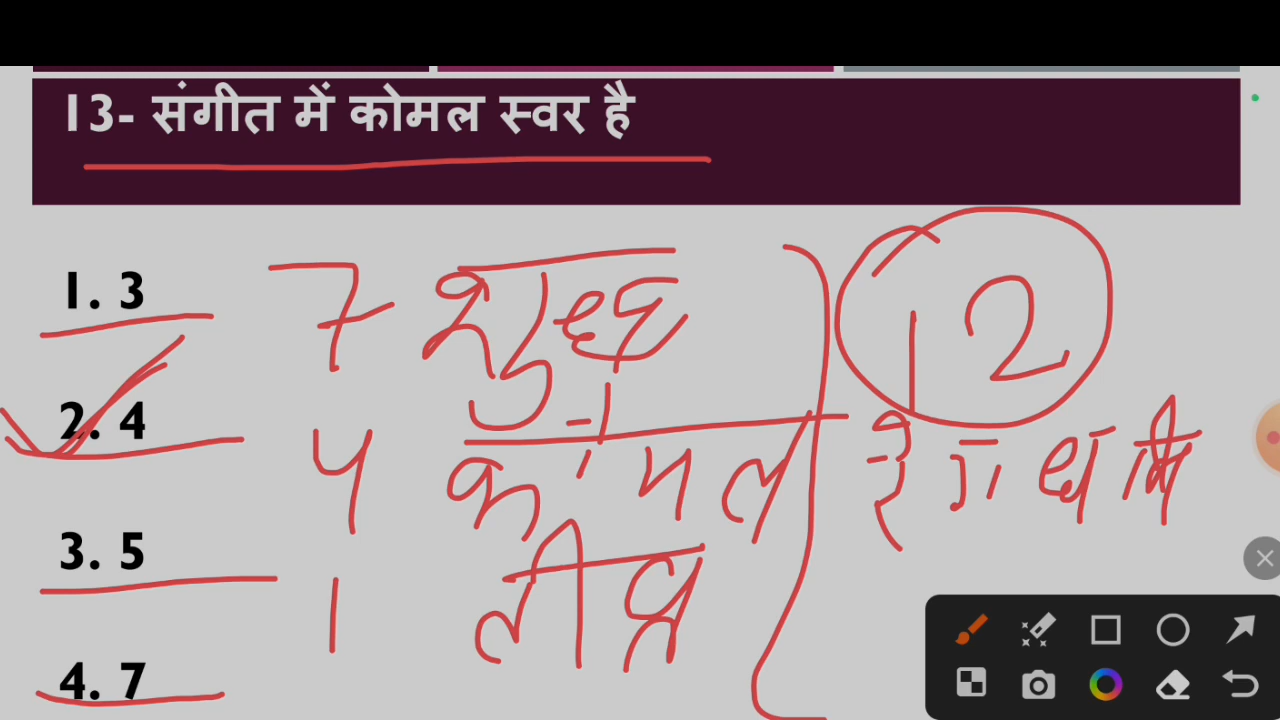 13- संगीत में कोमल स्वर है
1. 3
7 शुद्ध
12
2. 4
4 कोमल
रे ग ध नि
3. 5
1 तीव्र
4. 7